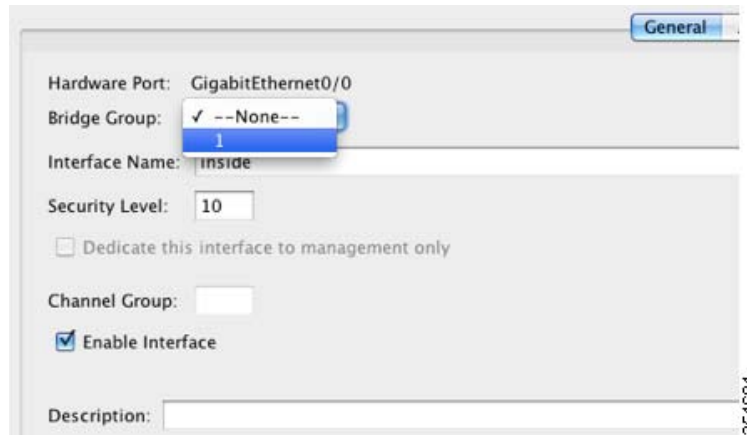 General
Hardware Port: GigabitEthernet0/0
Bridge Group: ✓ --None--
1
Interface Name: inside
Security Level: 10
Dedicate this interface to management only
Channel Group:
Enable Interface
Description: